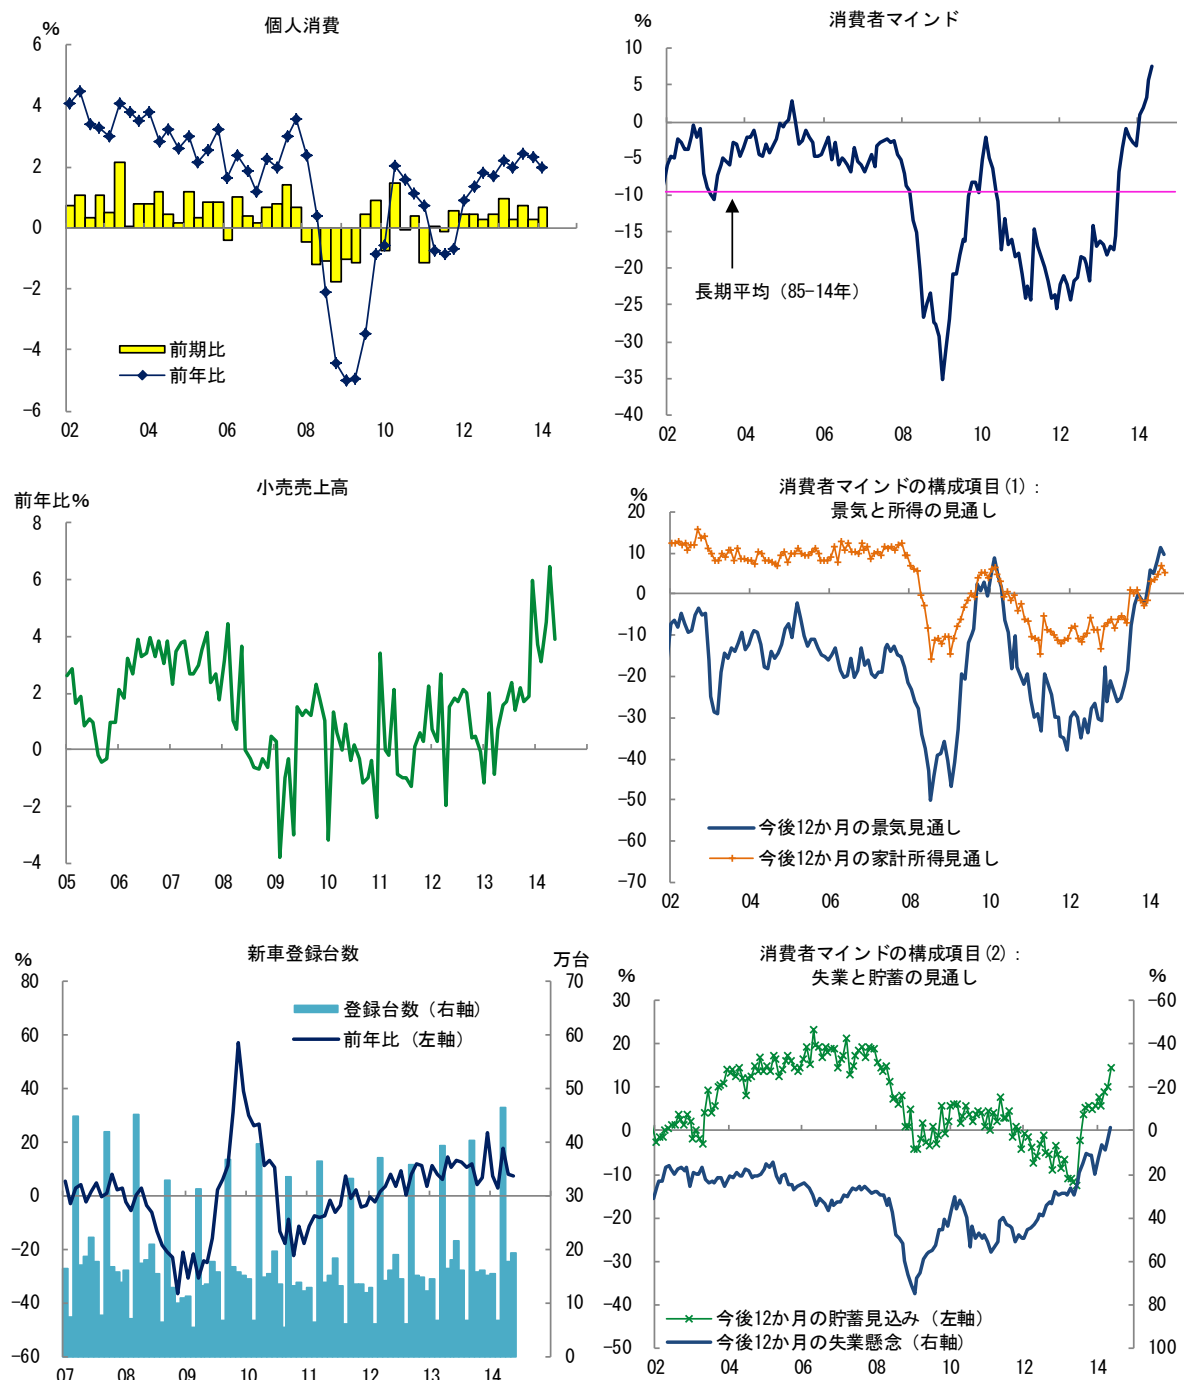 個人消費
%
6
4
2
0
-2
-4
-6
前期比
前年比
02 04 06 08 10 12 14
消費者マインド
%
10
5
0
-5
-10
-15
-20
-25
-30
-35
-40
長期平均（85-14年）
02 04 06 08 10 12 14
小売売上高
前年比%
8
6
4
2
0
-2
-4
05 06 07 08 09 10 11 12 13 14
消費者マインドの構成項目(1)：
景気と所得の見通し
%
20
10
0
-10
-20
-30
-40
-50
-60
-70
今後12か月の景気見通し
今後12か月の家計所得見通し
02 04 06 08 10 12 14
新車登録台数
% 万台
80 70
60 60
40 50
20 40
0 30
-20 20
-40 10
-60 0
登録台数（右軸）
前年比（左軸）
07 08 09 10 11 12 13 14
消費者マインドの構成項目(2)：
失業と貯蓄の見通し
% %
30 -60
20 -40
10 -20
0 0
-10 20
-20 40
-30 60
-40 80
-50 100
今後12か月の貯蓄見込み（左軸）
今後12か月の失業懸念（右軸）
02 04 06 08 10 12 14